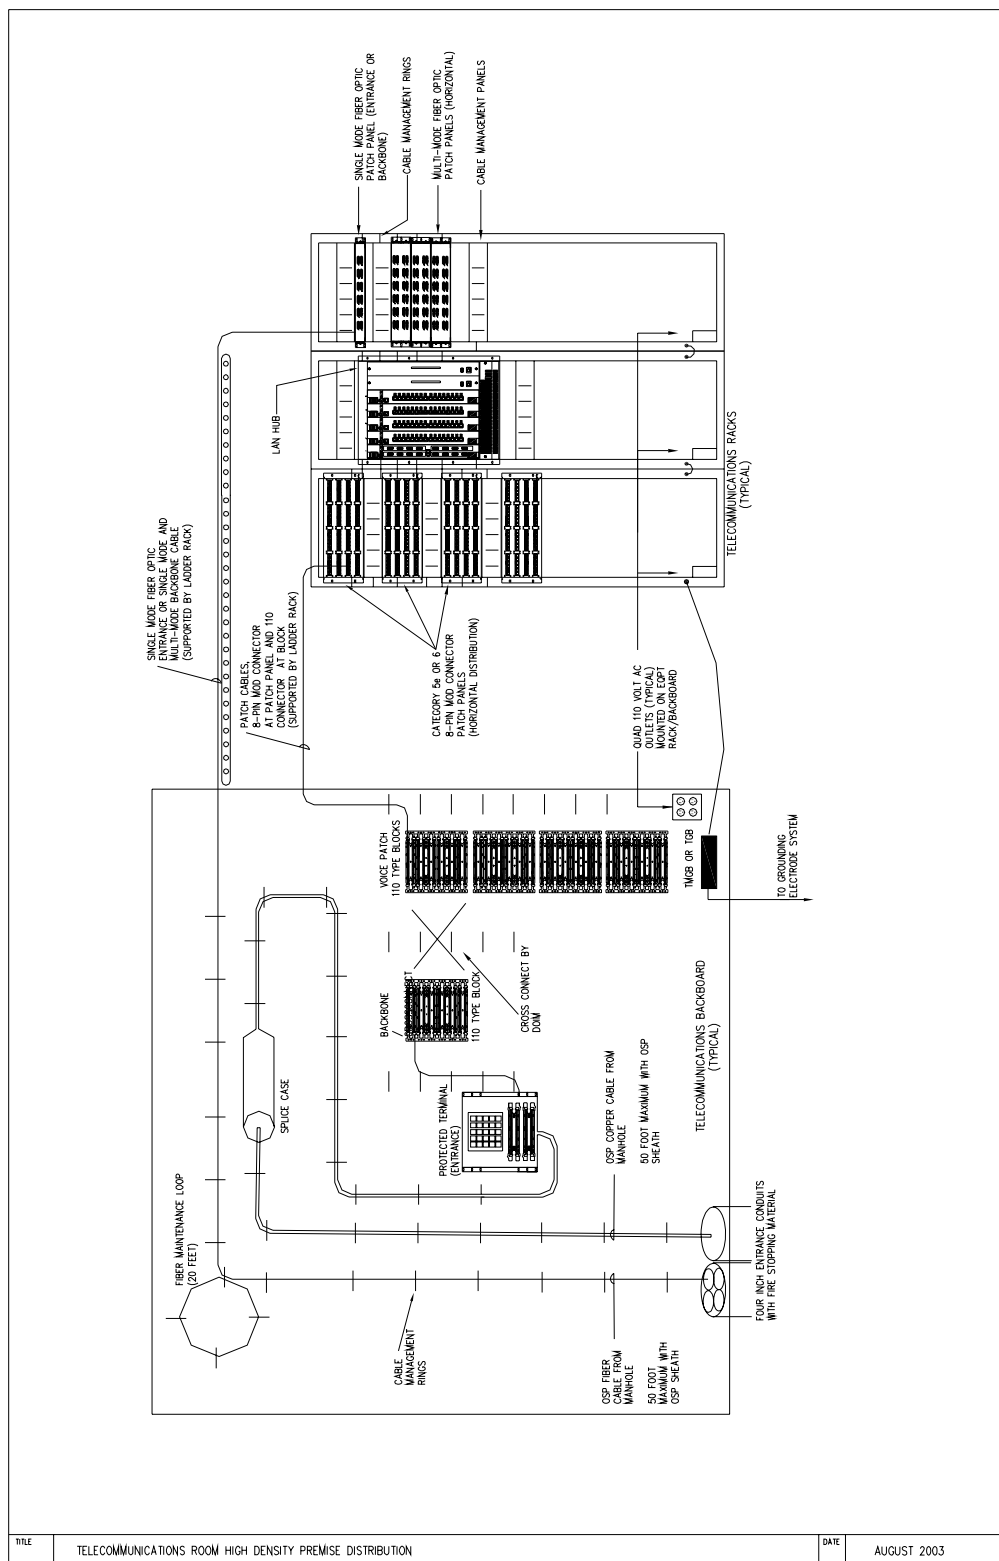 SINGLE MODE FIBER OPTIC
PATCH PANEL (ENTRANCE OR
BACKBONE)
CABLE MANAGEMENT RINGS
MULTI-MODE FIBER OPTIC
PATCH PANELS (HORIZONTAL)
CABLE MANAGEMENT PANELS
LAN HUB
TELECOMMUNICATIONS RACKS
(TYPICAL)
SINGLE MODE FIBER OPTIC
ENTRANCE OR SINGLE MODE AND
MULTI-MODE BACKBONE CABLE
(SUPPORTED BY LADDER RACK)
PATCH CABLES,
8-PIN MOD CONNECTOR
AT PATCH PANEL AND 110
CONNECTOR AT BLOCK
(SUPPORTED BY LADDER RACK)
CATEGORY 5e OR 6
8-PIN MOD CONNECTOR
PATCH PANELS
(HORIZONTAL DISTRIBUTION)
QUAD 110 VOLT AC
OUTLETS (TYPICAL)
MOUNTED ON EQPT
RACK/BACKBOARD
VOICE PATCH
110 TYPE BLOCKS
TMGB OR TGB
TO GROUNDING
ELECTRODE SYSTEM
BACKBONE
CROSSCONNECT
110 TYPE BLOCK
CROSS CONNECT BY
DOIM
SPLICE CASE
PROTECTED TERMINAL
(ENTRANCE)
TELECOMMUNICATIONS BACKBOARD
(TYPICAL)
OSP COPPER CABLE FROM
MANHOLE
50 FOOT MAXIMUM WITH OSP
SHEATH
FIBER MAINTENANCE LOOP
(20 FEET)
CABLE
MANAGEMENT
RINGS
OSP FIBER
CABLE FROM
MANHOLE
50 FOOT
MAXIMUM WITH
OSP SHEATH
FOUR INCH ENTRANCE CONDUITS
WITH FIRE STOPPING MATERIAL
TITLE
TELECOMMUNICATIONS ROOM HIGH DENSITY PREMISE DISTRIBUTION
DATE
AUGUST 2003